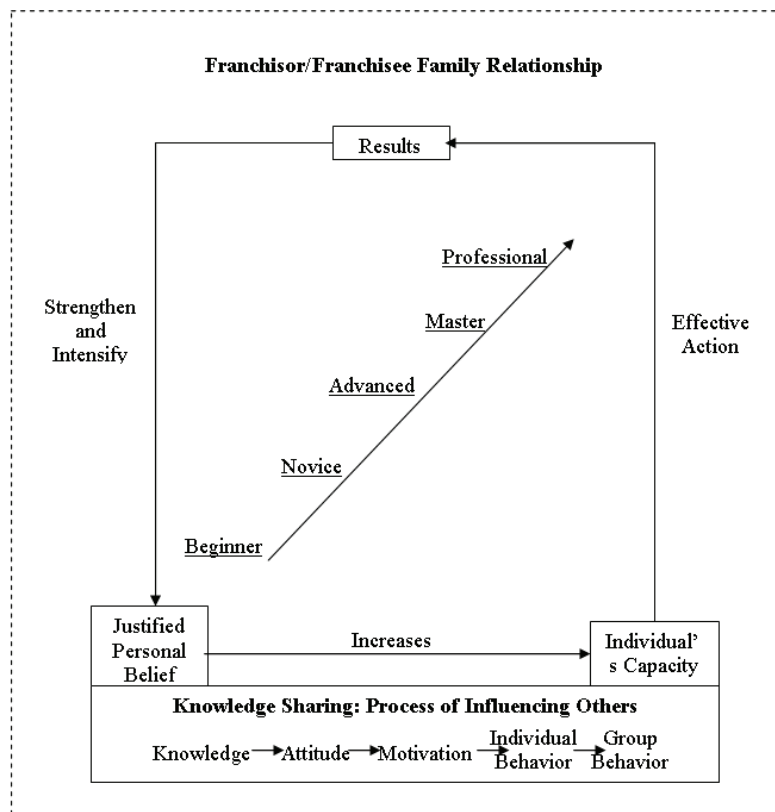 Franchisor/Franchisee Family Relationship
Results
Professional
Strengthen
and
Intensify
Master
Effective
Action
Advanced
Novice
Beginner
Justified
Personal
Belief
Increases
Individual’
s Capacity
Knowledge Sharing: Process of Influencing Others
Knowledge Attitude Motivation Individual Behavior Group Behavior